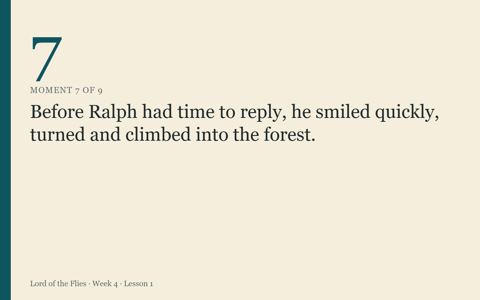 7
MOMENT 7 OF 9
Before Ralph had time to reply, he smiled quickly,
turned and climbed into the forest.
Lord of the Flies · Week 4 · Lesson 1